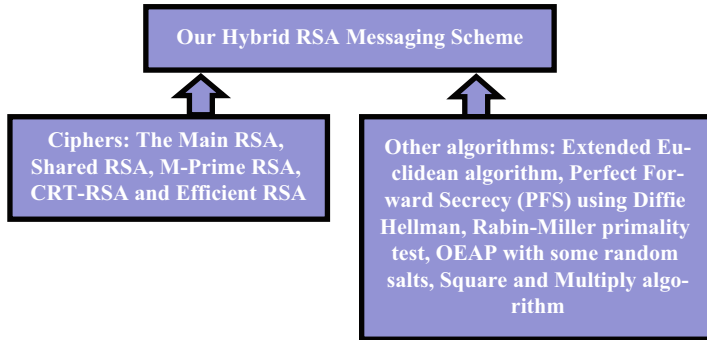 Our Hybrid RSA Messaging Scheme
Ciphers: The Main RSA,
Shared RSA, M-Prime RSA,
CRT-RSA and Efficient RSA
Other algorithms: Extended Eu-
clidean algorithm, Perfect For-
ward Secrecy (PFS) using Diffie
Hellman, Rabin-Miller primality
test, OEAP with some random
salts, Square and Multiply algo-
rithm